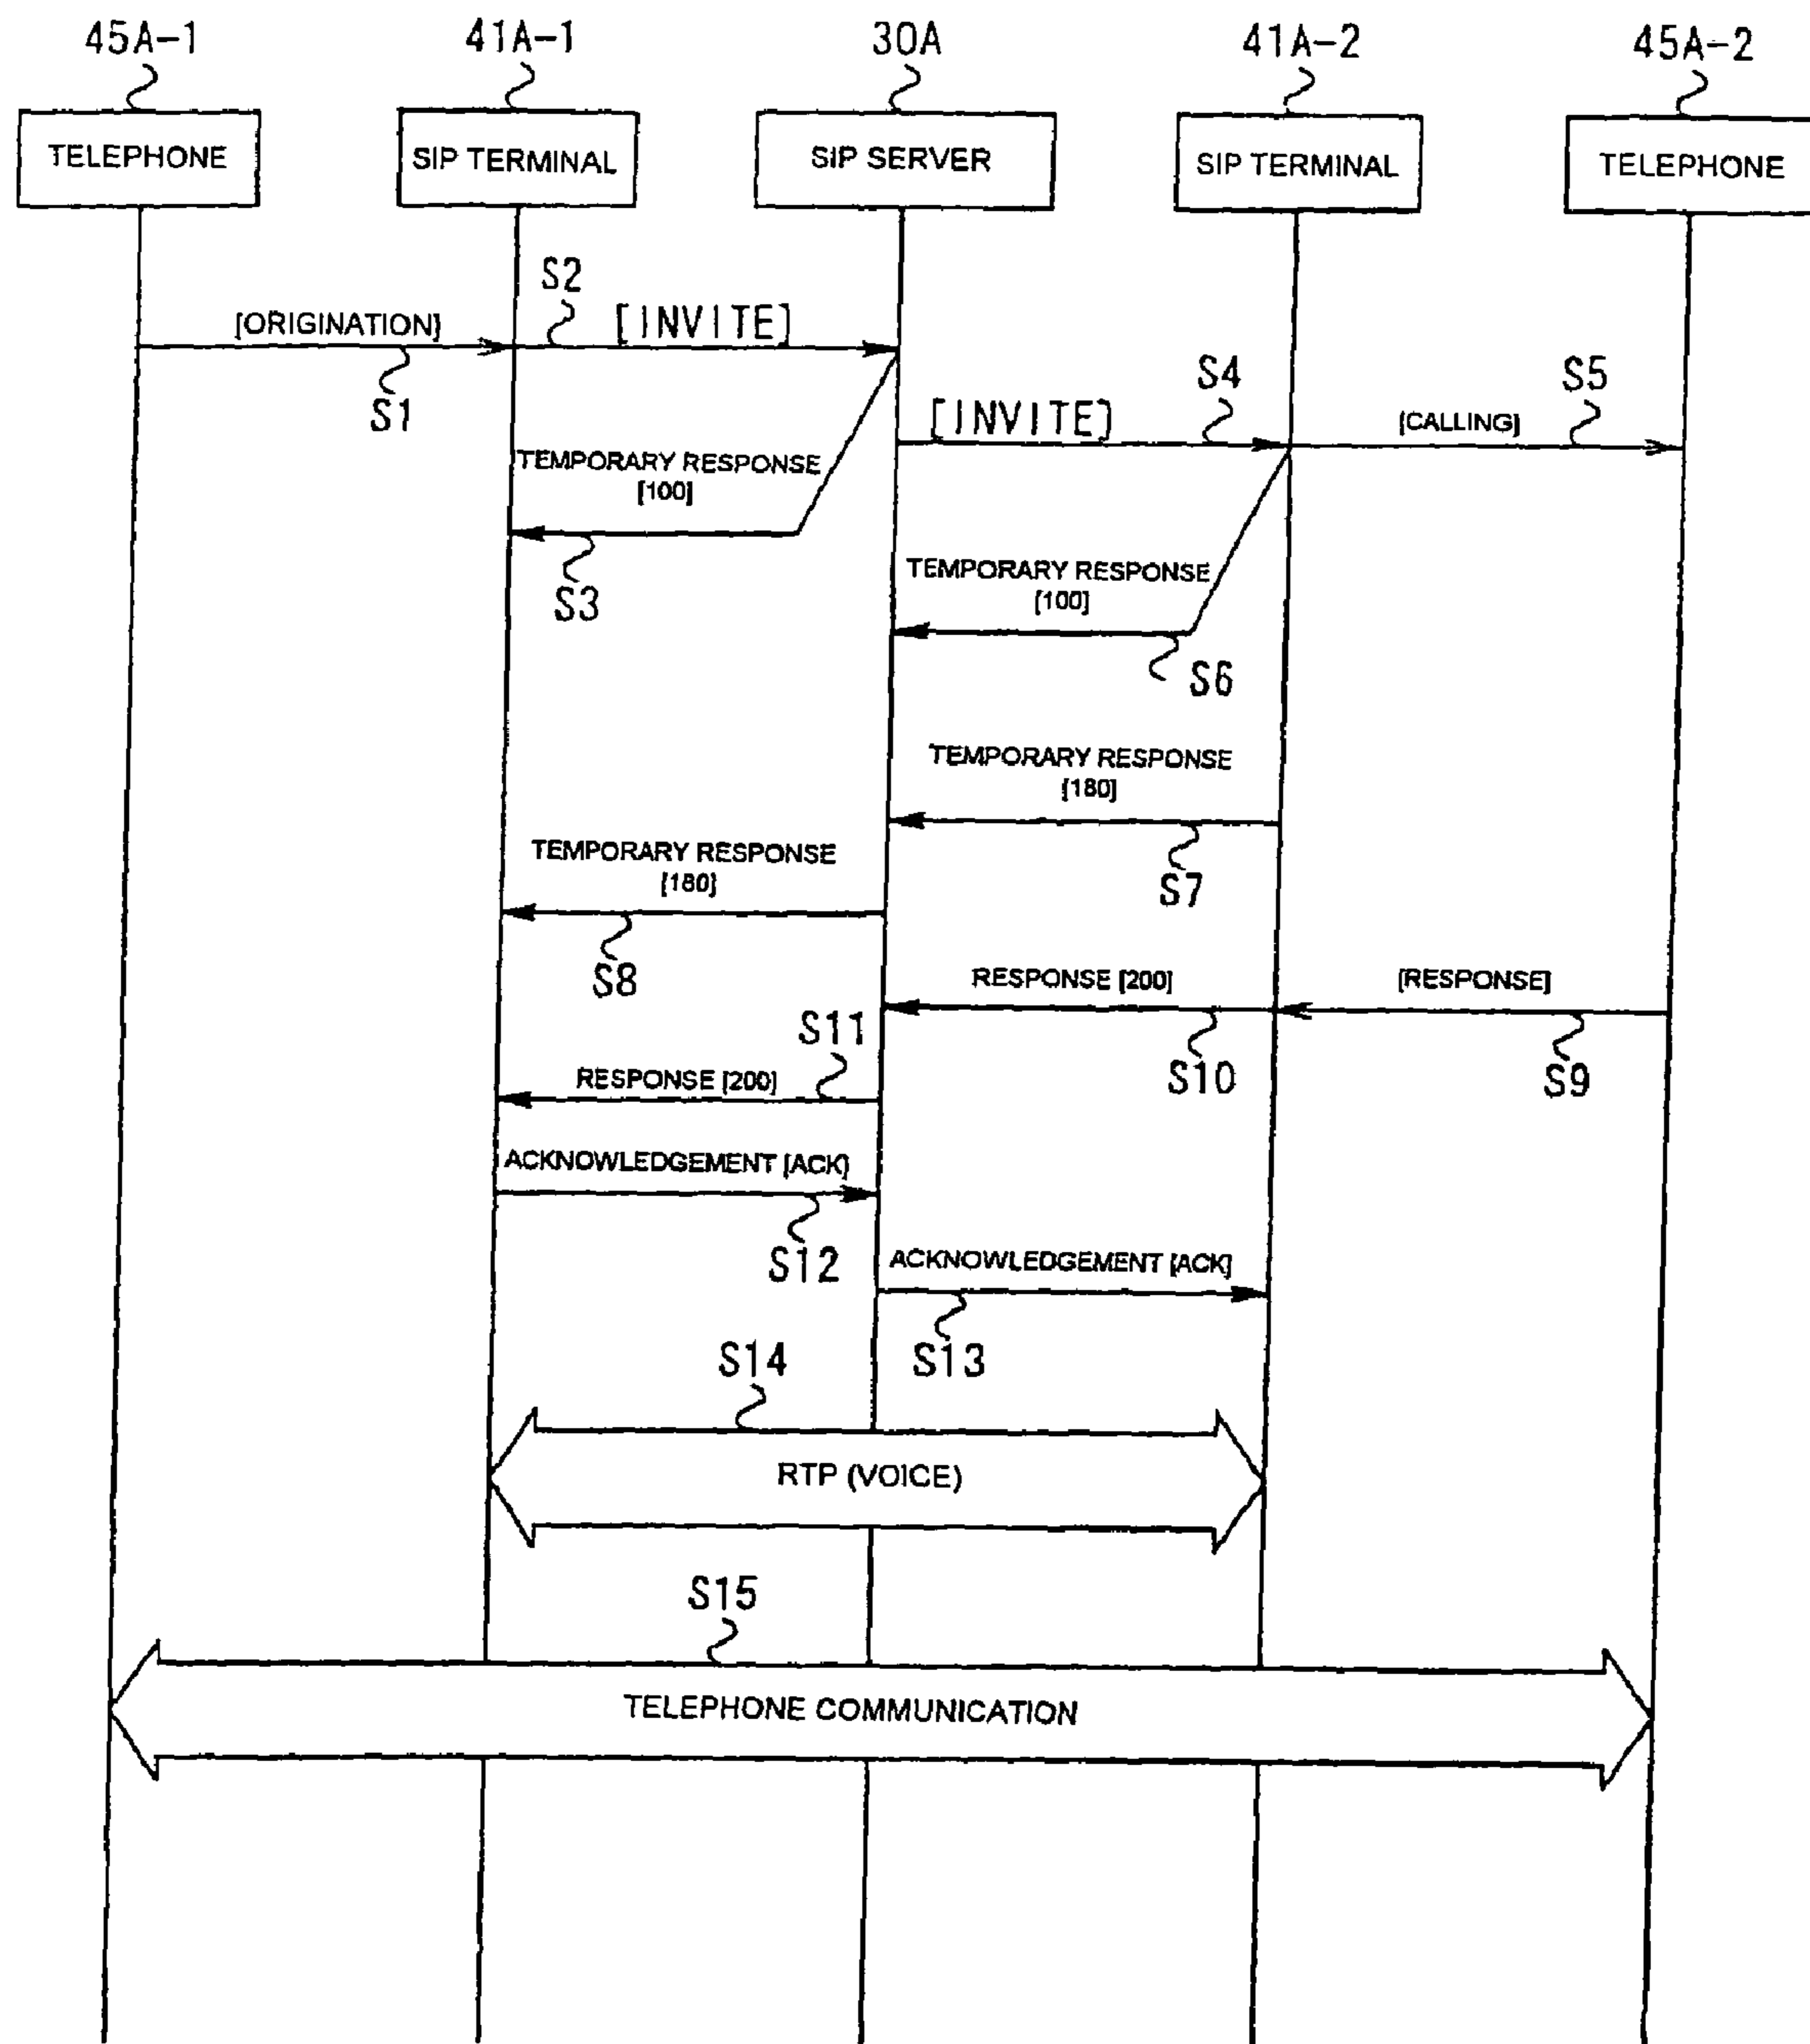 45A-1 41A-1 30A 41A-2 45A-2
TELEPHONE SIP TERMINAL SIP SERVER SIP TERMINAL TELEPHONE
S2
[ORIGINATION] [INVITE]
S1
S4 S5
[INVITE] [CALLING]
TEMPORARY RESPONSE
[100]
S3
TEMPORARY RESPONSE
[100]
S6
TEMPORARY RESPONSE
[180]
S7
TEMPORARY RESPONSE
[180]
S8
RESPONSE [200] [RESPONSE]
S10 S9
S11
RESPONSE [200]
ACKNOWLEDGEMENT [ACK]
S12
ACKNOWLEDGEMENT [ACK]
S13
S14
RTP (VOICE)
S15
TELEPHONE COMMUNICATION